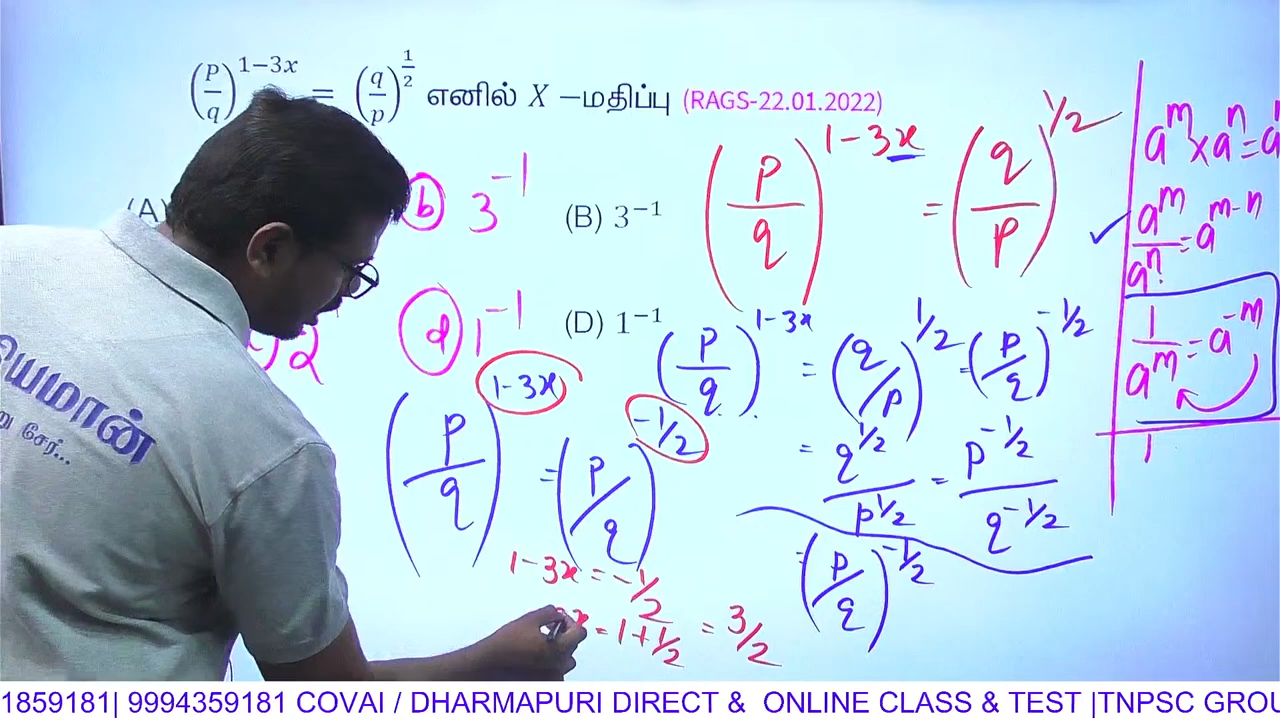 (p/q)^{1−3x} = (q/p)^{1/2} எனில் X −மதிப்பு (RAGS-22.01.2022)
(A)
(b) 3^{-1}
(B) 3^{−1}
(d) 1^{-1}
(D) 1^{−1}
2
(p/q)^{1-3x} = (q/p)^{1/2}
(p/q)^{1-3x} = (q/p)^{1/2} = (p/q)^{-1/2}
= q^{1/2}/p^{1/2} = p^{-1/2}/q^{-1/2}
= (p/q)^{-1/2}
(p/q)^{1-3x} = (p/q)^{-1/2}
1-3x = -1/2
= 1+1/2 = 3/2
a^m × a^n = a
a^m/a^n = a^{m-n}
1/a^m = a^{-m}
யமான்
று சேர்...
1859181| 9994359181 COVAI / DHARMAPURI DIRECT & ONLINE CLASS & TEST |TNPSC GROU